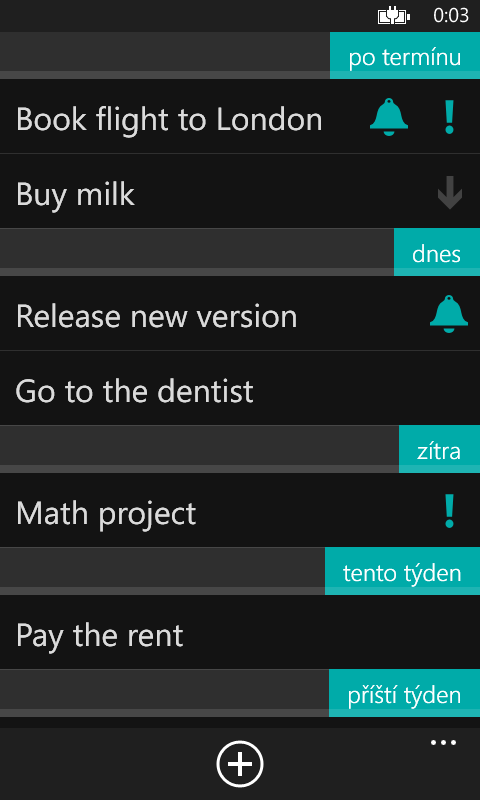 0:03
po termínu
Book flight to London
Buy milk
dnes
Release new version
Go to the dentist
zítra
Math project
tento týden
Pay the rent
příští týden